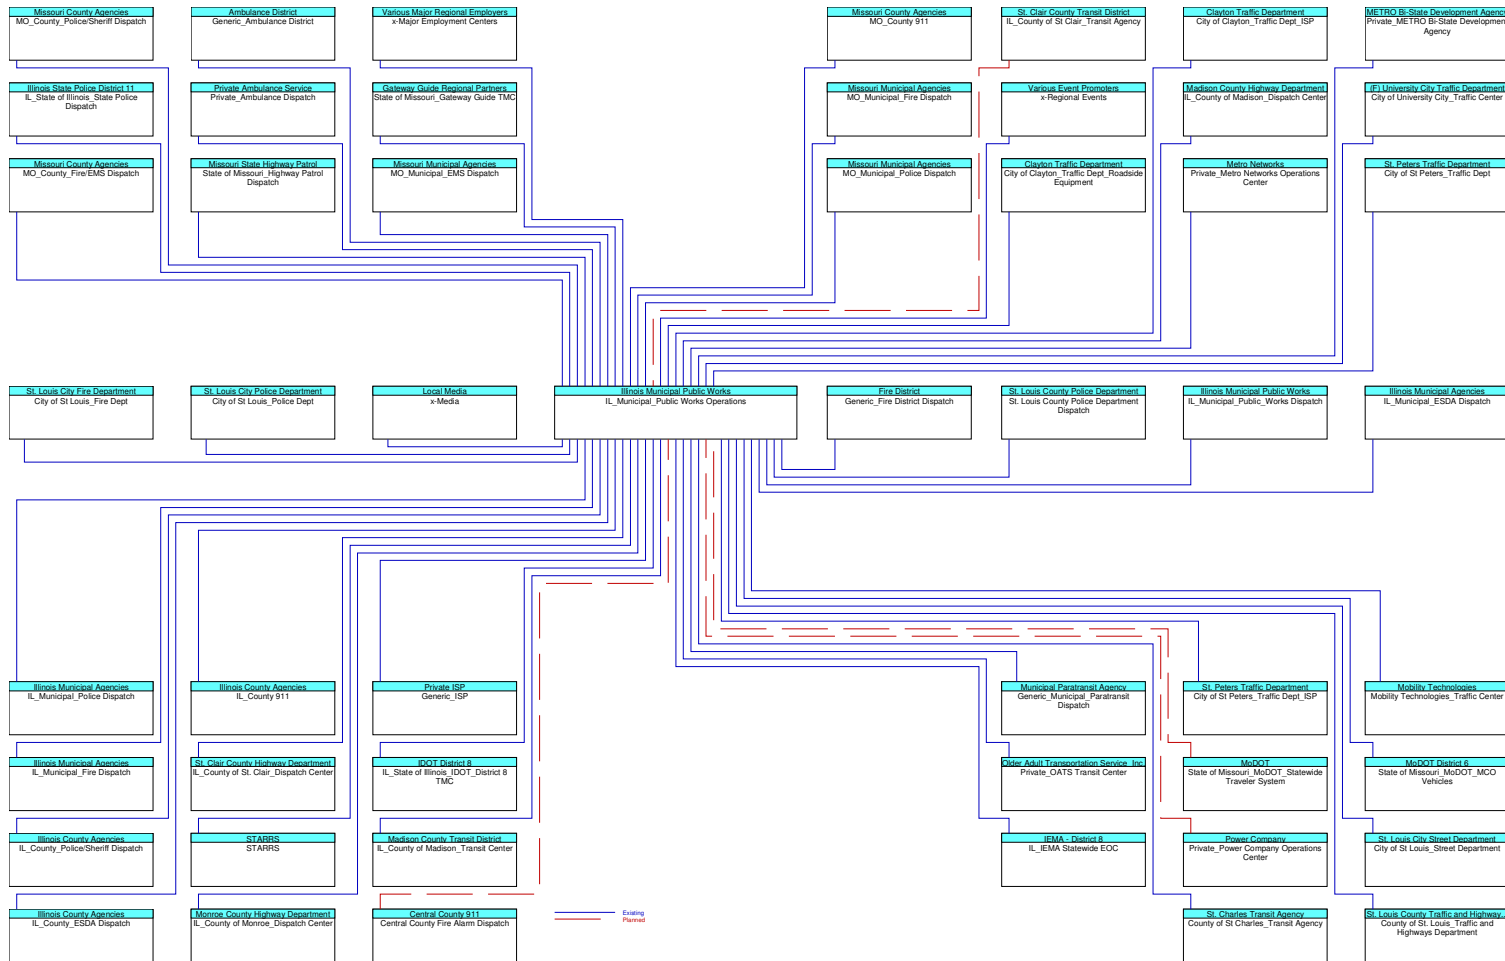 Missouri County Agencies
MO_County_Police/Sheriff Dispatch
Ambulance District
Generic_Ambulance District
Various Major Regional Employers
x-Major Employment Centers
Missouri County Agencies
MO_County 911
St. Clair County Transit District
IL_County of St Clair_Transit Agency
Clayton Traffic Department
City of Clayton_Traffic Dept_ISP
METRO Bi-State Development Agency
Private_METRO Bi-State Development
Agency
Illinois State Police District 11
IL_State of Illinois_State Police
Dispatch
Private Ambulance Service
Private_Ambulance Dispatch
Gateway Guide Regional Partners
State of Missouri_Gateway Guide TMC
Missouri Municipal Agencies
MO_Municipal_Fire Dispatch
Various Event Promoters
x-Regional Events
Madison County Highway Department
IL_County of Madison_Dispatch Center
(F) University City Traffic Department
City of University City_Traffic Center
Missouri County Agencies
MO_County_Fire/EMS Dispatch
Missouri State Highway Patrol
State of Missouri_Highway Patrol
Dispatch
Missouri Municipal Agencies
MO_Municipal_EMS Dispatch
Missouri Municipal Agencies
MO_Municipal_Police Dispatch
Clayton Traffic Department
City of Clayton_Traffic Dept_Roadside
Equipment
Metro Networks
Private_Metro Networks Operations
Center
St. Peters Traffic Department
City of St Peters_Traffic Dept
St. Louis City Fire Department
City of St Louis_Fire Dept
St. Louis City Police Department
City of St Louis_Police Dept
Local Media
x-Media
Illinois Municipal Public Works
IL_Municipal_Public Works Operations
Fire District
Generic_Fire District Dispatch
St. Louis County Police Department
St. Louis County Police Department
Dispatch
Illinois Municipal Public Works
IL_Municipal_Public_Works Dispatch
Illinois Municipal Agencies
IL_Municipal_ESDA Dispatch
Illinois Municipal Agencies
IL_Municipal_Police Dispatch
Illinois County Agencies
IL_County 911
Private ISP
Generic_ISP
Municipal Paratransit Agency
Generic_Municipal_Paratransit
Dispatch
St. Peters Traffic Department
City of St Peters_Traffic Dept_ISP
Mobility Technologies
Mobility Technologies_Traffic Center
Illinois Municipal Agencies
IL_Municipal_Fire Dispatch
St. Clair County Highway Department
IL_County of St. Clair_Dispatch Center
IDOT District 8
IL_State of Illinois_IDOT_District 8
TMC
Older Adult Transportation Service Inc.
Private_OATS Transit Center
MoDOT
State of Missouri_MoDOT_Statewide
Traveler System
MoDOT District 6
State of Missouri_MoDOT_MCO
Vehicles
Illinois County Agencies
IL_County_Police/Sheriff Dispatch
STARRS
STARRS
Madison County Transit District
IL_County of Madison_Transit Center
IEMA - District 8
IL_IEMA Statewide EOC
Power Company
Private_Power Company Operations
Center
St. Louis City Street Department
City of St Louis_Street Department
Illinois County Agencies
IL_County_ESDA Dispatch
Monroe County Highway Department
IL_County of Monroe_Dispatch Center
Central County 911
Central County Fire Alarm Dispatch
Existing
Planned
St. Charles Transit Agency
County of St Charles_Transit Agency
St. Louis County Traffic and Highway...
County of St. Louis_Traffic and
Highways Department